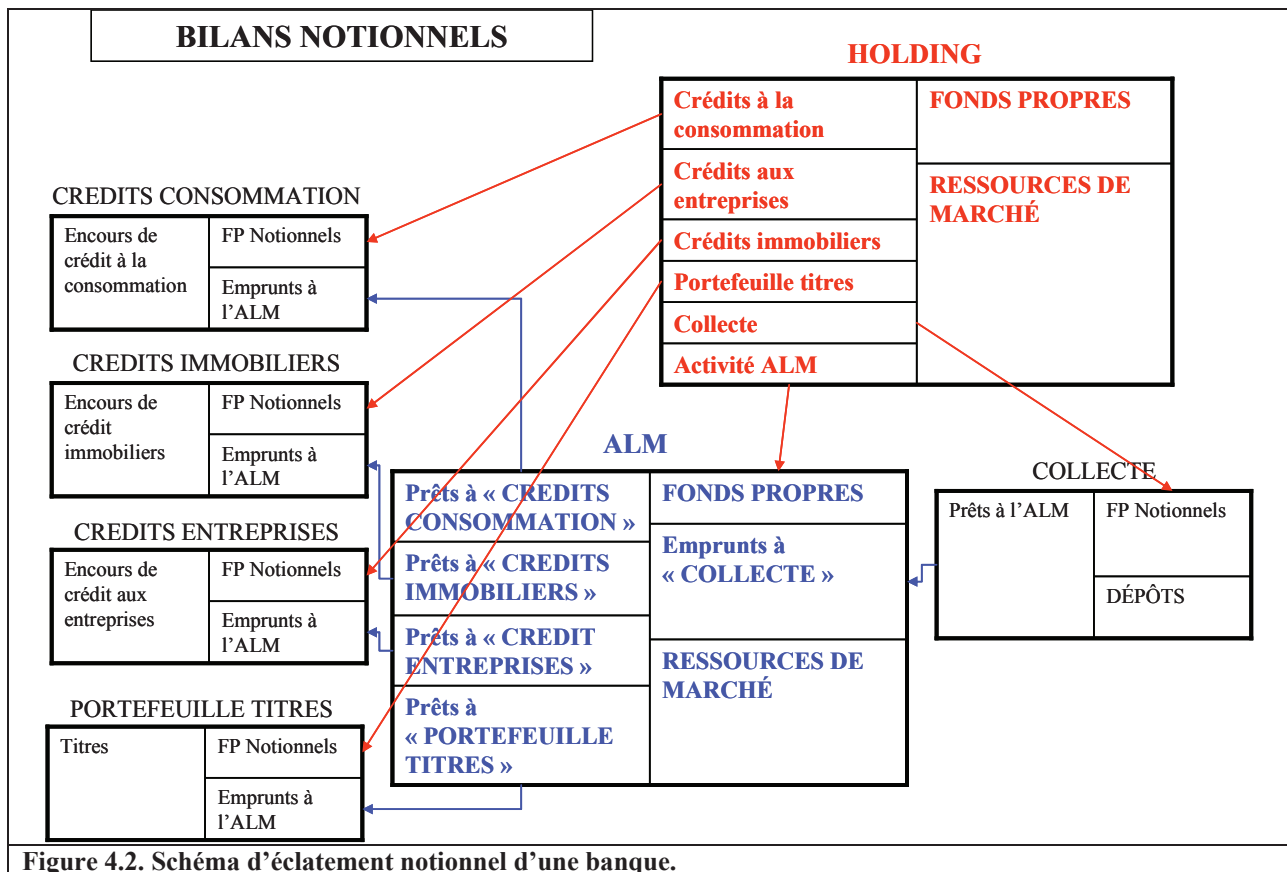 BILANS NOTIONNELS
HOLDING
Crédits à la
consommation
Crédits aux
entreprises
Crédits immobiliers
Portefeuille titres
Collecte
Activité ALM
FONDS PROPRES
RESSOURCES DE
MARCHÉ
CREDITS CONSOMMATION
Encours de
crédit à la
consommation
FP Notionnels
Emprunts à
l’ALM
CREDITS IMMOBILIERS
Encours de
crédit
immobiliers
FP Notionnels
Emprunts à
l’ALM
CREDITS ENTREPRISES
Encours de
crédit aux
entreprises
FP Notionnels
Emprunts à
l’ALM
PORTEFEUILLE TITRES
Titres
FP Notionnels
Emprunts à
l’ALM
ALM
Prêts à « CREDITS
CONSOMMATION »
Prêts à « CREDITS
IMMOBILIERS »
Prêts à « CREDIT
ENTREPRISES »
Prêts à
« PORTEFEUILLE
TITRES »
FONDS PROPRES
Emprunts à
« COLLECTE »
RESSOURCES DE
MARCHÉ
COLLECTE
Prêts à l’ALM
FP Notionnels
DÉPÔTS
Figure 4.2. Schéma d’éclatement notionnel d’une banque.